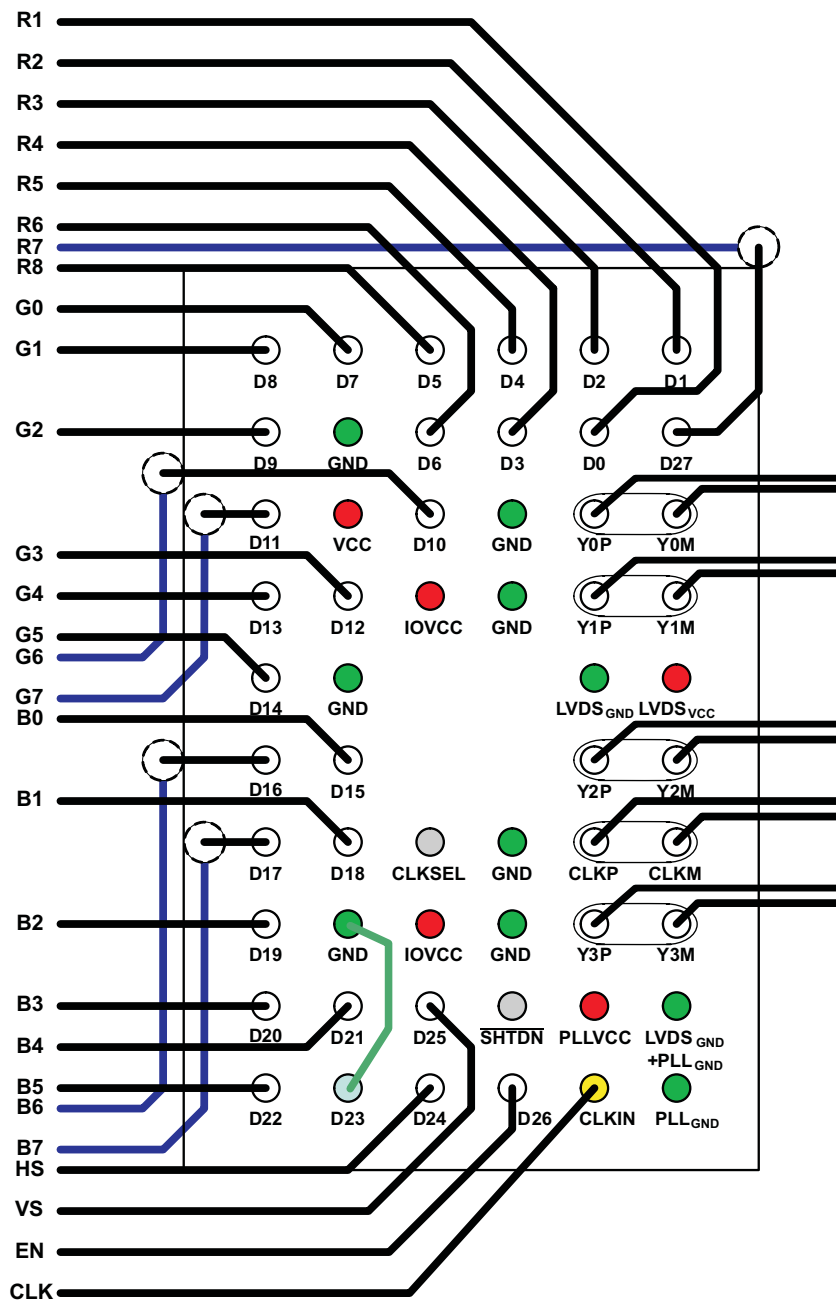 R1
R2
R3
R4
R5
R6
R7
R8
G0
G1
D8 D7 D5 D4 D2 D1
G2
D9 GND D6 D3 D0 D27
D11 VCC D10 GND Y0P Y0M
G3
G4
D13 D12 IOVCC GND Y1P Y1M
G5
G6
G7
D14 GND LVDSGND LVDSVCC
B0
D16 D15 Y2P Y2M
B1
D17 D18 CLKSEL GND CLKP CLKM
B2
D19 GND IOVCC GND Y3P Y3M
B3
D20 D21 D25 SHTDN PLLVCC LVDSGND
+PLLGND
B4
B5
B6
D22 D23 D24 D26 CLKIN PLLGND
B7
HS
VS
EN
CLK